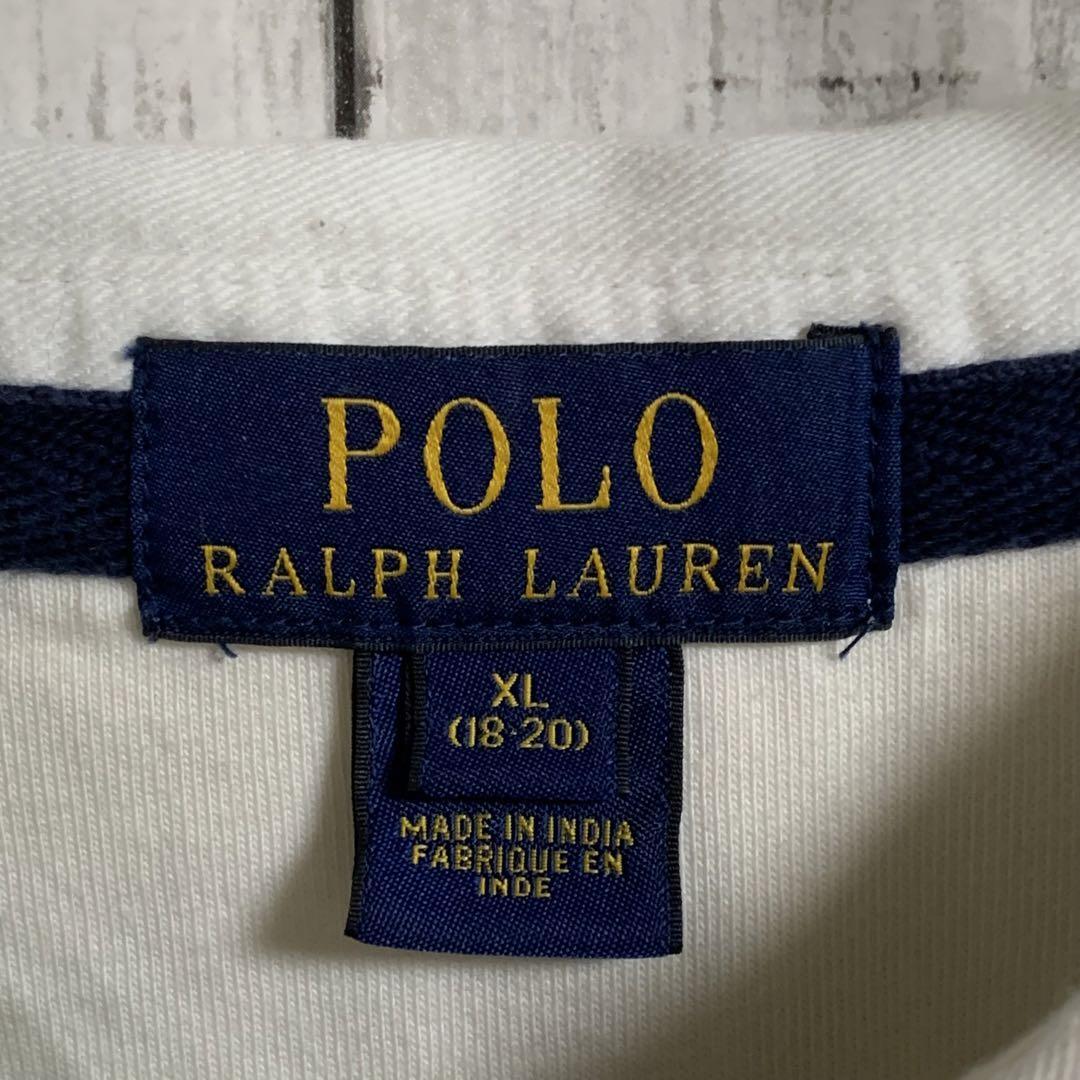 POLO
RALPH LAUREN
XL
(18-20)
MADE IN INDIA
FABRIQUE EN
INDE